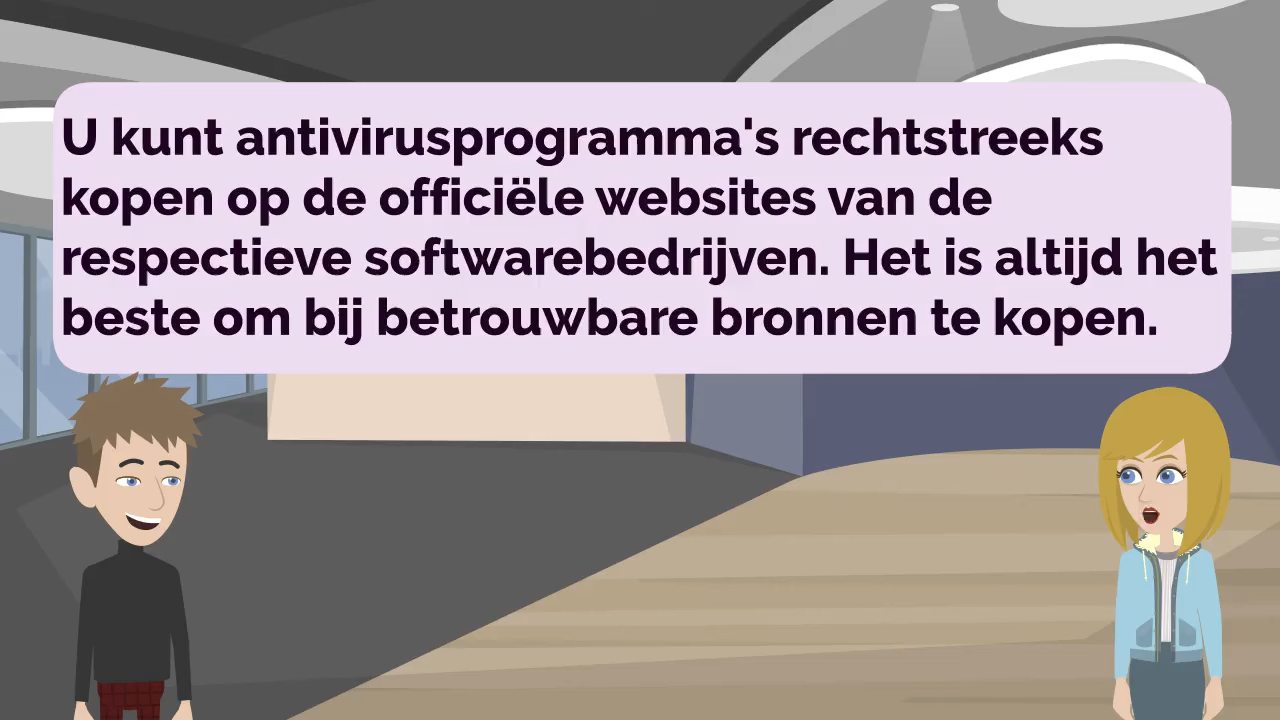 U kunt antivirusprogramma's rechtstreeks
kopen op de officiële websites van de
respectieve softwarebedrijven. Het is altijd het
beste om bij betrouwbare bronnen te kopen.